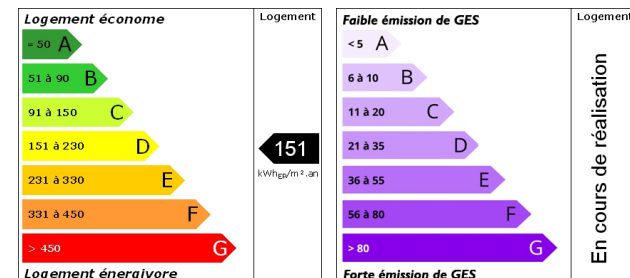 Logement économe
Logement
≤ 50 A
51 à 90 B
91 à 150 C
151 à 230 D
231 à 330 E
331 à 450 F
> 450 G
151
kWhEP/m².an
Logement énergivore
Faible émission de GES
Logement
< 5 A
6 à 10 B
11 à 20 C
21 à 35 D
36 à 55 E
56 à 80 F
> 80 G
En cours de réalisation
Forte émission de GES